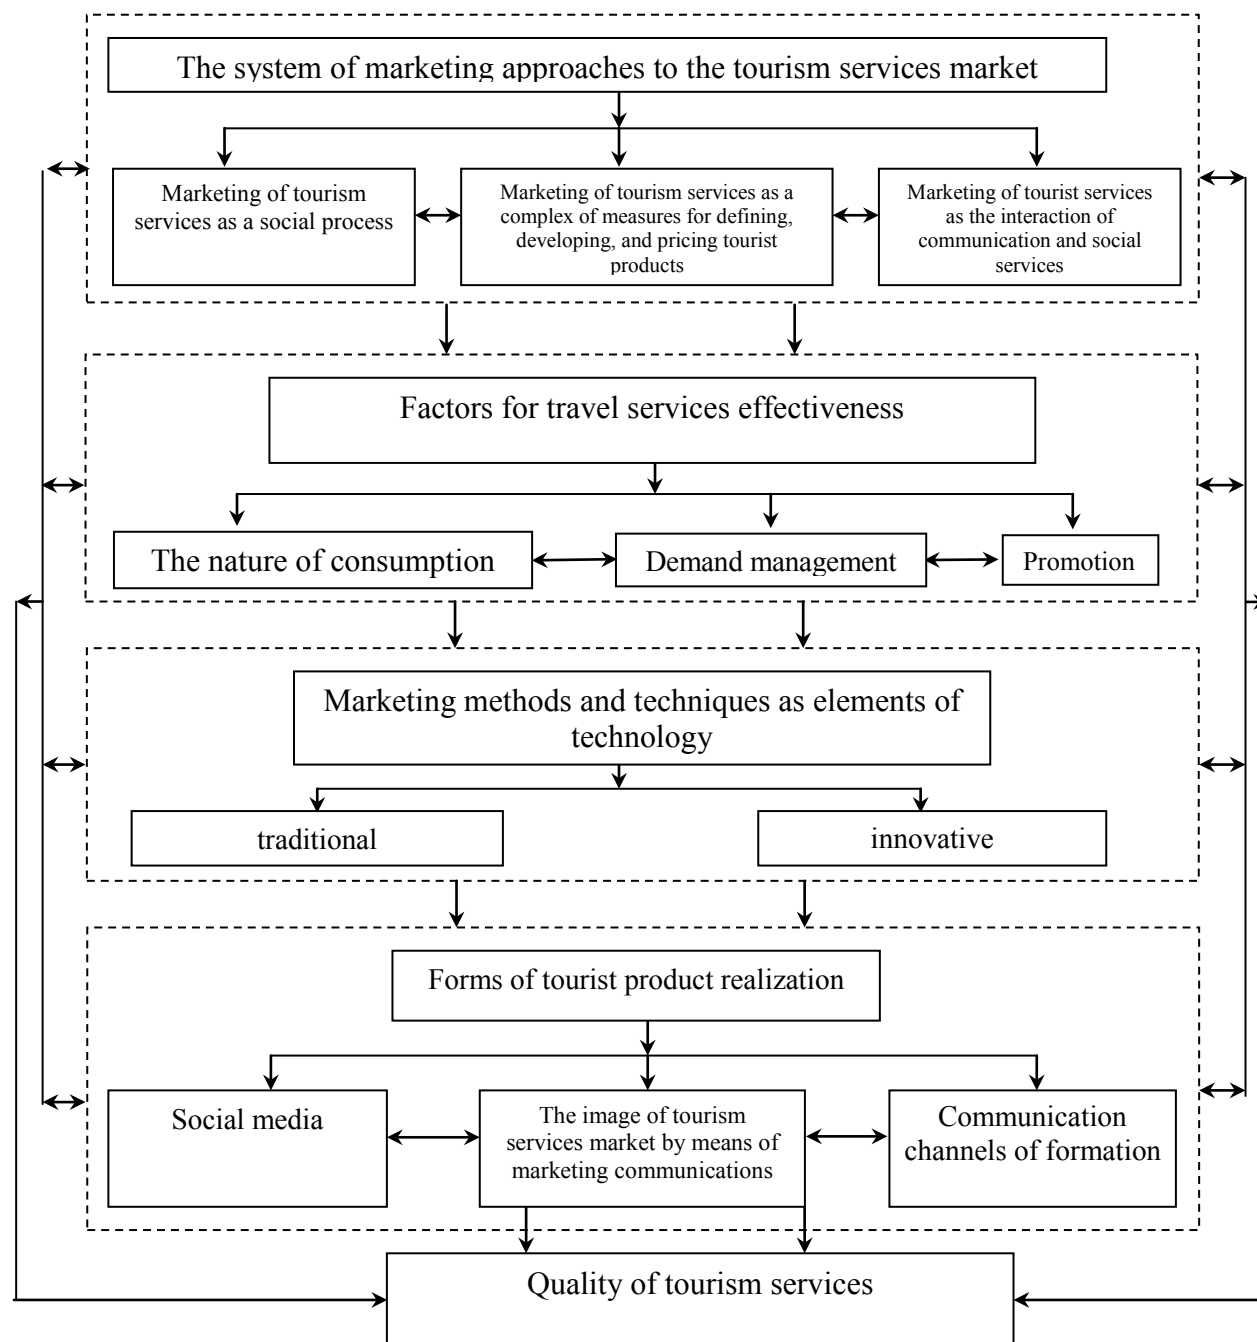 The system of marketing approaches to the tourism services market
Marketing of tourism
services as a social process
Marketing of tourism services as a
complex of measures for defining,
developing, and pricing tourist
products
Marketing of tourist services
as the interaction of
communication and social
services
Factors for travel services effectiveness
The nature of consumption
Demand management
Promotion
Marketing methods and techniques as elements of
technology
traditional
innovative
Forms of tourist product realization
Social media
The image of tourism
services market by means of
marketing communications
Communication
channels of formation
Quality of tourism services